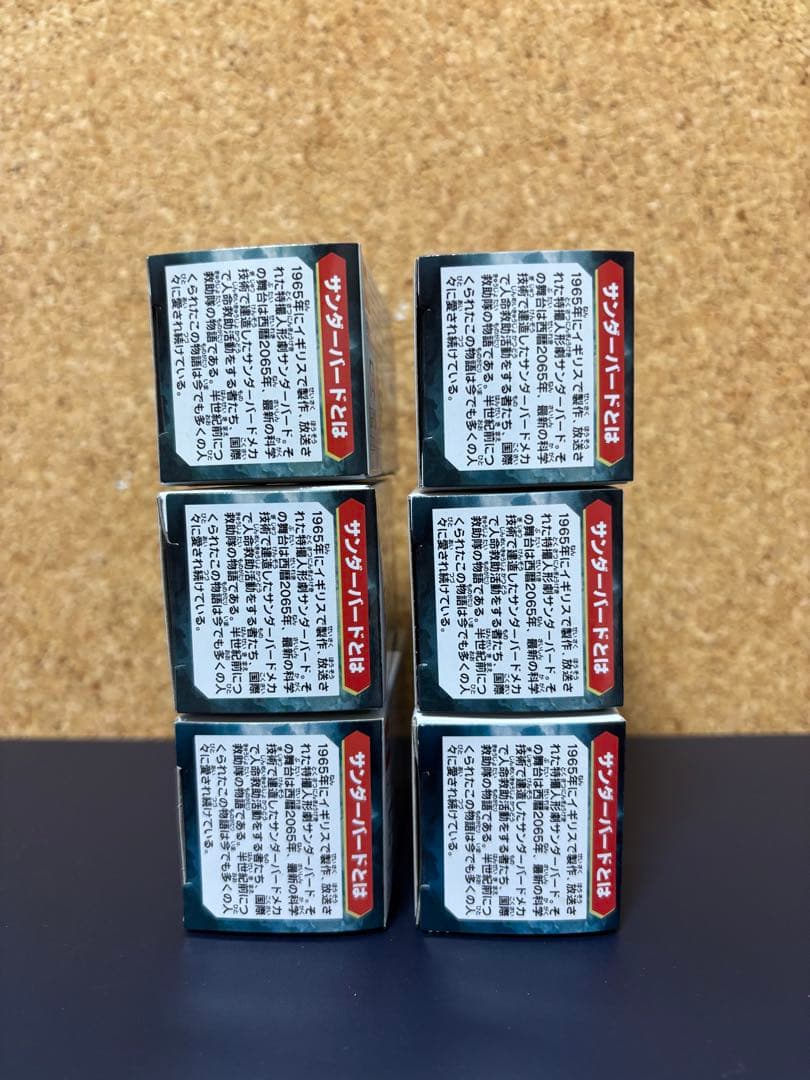 サンダーバードとは
1965年にイギリスで製作、放送さ
れた特撮人形劇サンダーバード。そ
の舞台は西暦2065年、最新の科学
技術で建造したサンダーバードメカ
で人命救助活動をする者たち、国際
救助隊の物語である。半世紀前につ
くられたこの物語は今でも多くの人
々に愛され続けている。
サンダーバードとは
1965年にイギリスで製作、放送さ
れた特撮人形劇サンダーバード。そ
の舞台は西暦2065年、最新の科学
技術で建造したサンダーバードメカ
で人命救助活動をする者たち、国際
救助隊の物語である。半世紀前につ
くられたこの物語は今でも多くの人
々に愛され続けている。
サンダーバードとは
1965年にイギリスで製作、放送さ
れた特撮人形劇サンダーバード。そ
の舞台は西暦2065年、最新の科学
技術で建造したサンダーバードメカ
で人命救助活動をする者たち、国際
救助隊の物語である。半世紀前につ
くられたこの物語は今でも多くの人
々に愛され続けている。
サンダーバードとは
1965年にイギリスで製作、放送さ
れた特撮人形劇サンダーバード。そ
の舞台は西暦2065年、最新の科学
技術で建造したサンダーバードメカ
で人命救助活動をする者たち、国際
救助隊の物語である。半世紀前につ
くられたこの物語は今でも多くの人
々に愛され続けている。
サンダーバードとは
1965年にイギリスで製作、放送さ
れた特撮人形劇サンダーバード。そ
の舞台は西暦2065年、最新の科学
技術で建造したサンダーバードメカ
で人命救助活動をする者たち、国際
救助隊の物語である。半世紀前につ
くられたこの物語は今でも多くの人
々に愛され続けている。
サンダーバードとは
1965年にイギリスで製作、放送さ
れた特撮人形劇サンダーバード。そ
の舞台は西暦2065年、最新の科学
技術で建造したサンダーバードメカ
で人命救助活動をする者たち、国際
救助隊の物語である。半世紀前につ
くられたこの物語は今でも多くの人
々に愛され続けている。